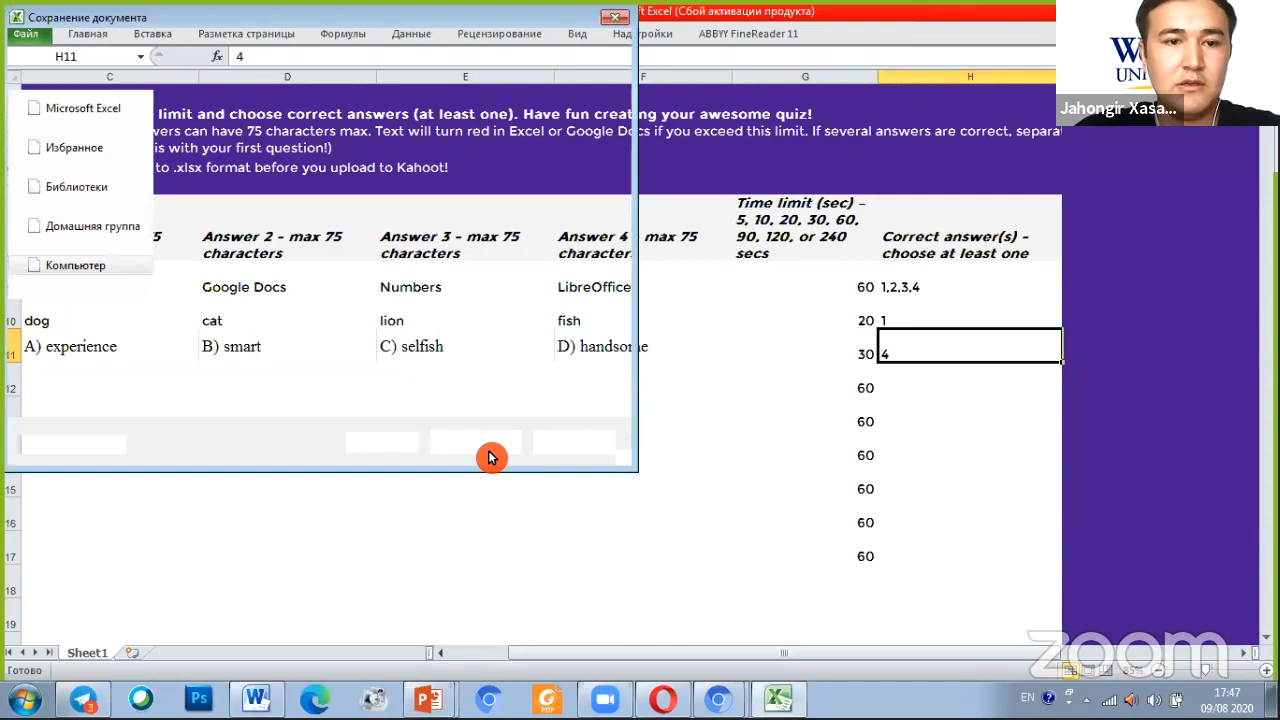 Сохранение документа
soft Excel (Сбой активации продукта)
Файл Главная Вставка Разметка страницы Формулы Данные Рецензирование Вид ABBYY FineReader 11
H11 fx 4
C D E F G H
Microsoft Excel
Избранное
Библиотеки
Домашняя группа
Компьютер
limit and choose correct answers (at least one). Have fun creating your awesome quiz!
wers can have 75 characters max. Text will turn red in Excel or Google Docs if you exceed this limit. If several answers are correct, separat
is with your first question!)
to .xlsx format before you upload to Kahoot!
Time limit (sec) –
5, 10, 20, 30, 60,
90, 120, or 240
secs
5 Answer 2 – max 75
characters
Answer 3 – max 75
characters
Answer 4 – max 75
characters
Correct answer(s) –
choose at least one
Google Docs Numbers LibreOffice 60 1,2,3,4
10 dog cat lion fish 20 1
11 A) experience B) smart C) selfish D) handsome 30 4
12 60
60
60
15 60
16 60
17 60
18
19
Sheet1
Готово
85%
Jahongir Xasa...
W
UNI
zoom
3
Ps
W
P
PDF
EN
17:47
09/08/2020